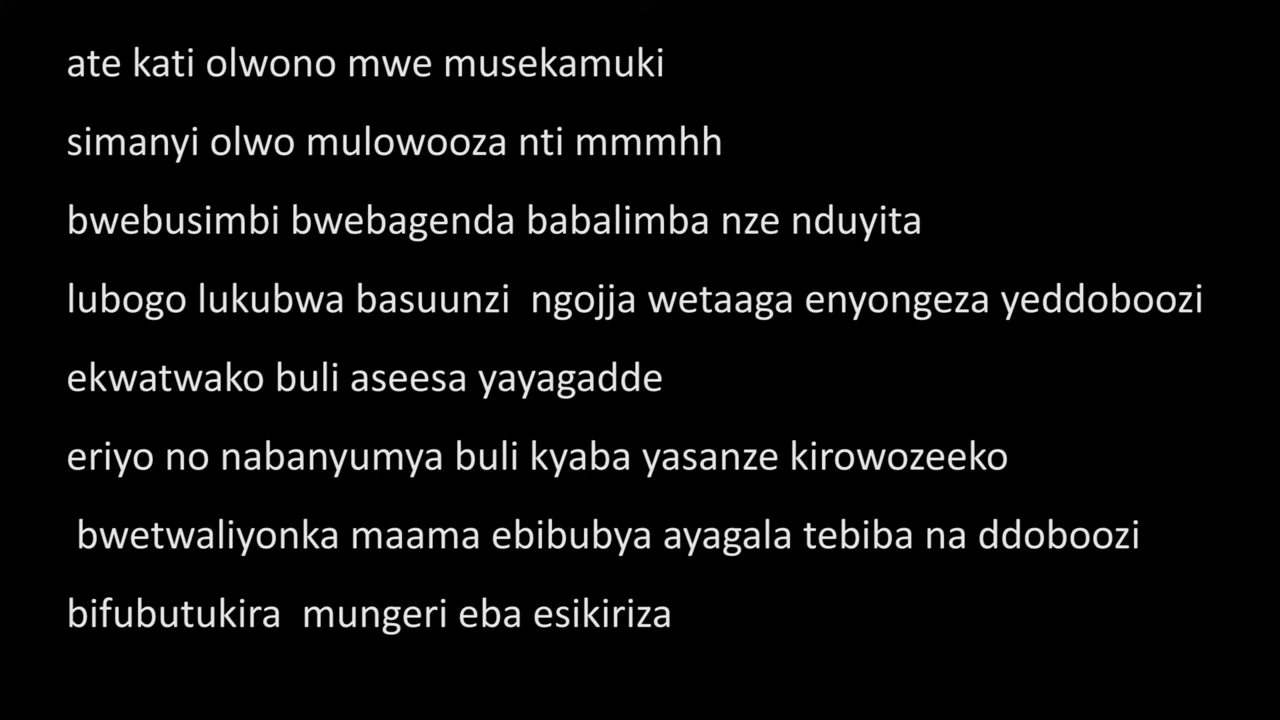 ate kati olwono mwe musekamuki
simanyi olwo mulowooza nti mmmhh
bwebusimbi bwebagenda babalimba nze nduyita
lubogo lukubwa basuunzi ngojja wetaaga enyongeza yeddoboozi
ekwatwako buli aseesa yayagadde
eriyo no nabanyumya buli kyaba yasanze kirowozeeko
bwetwaliyonka maama ebibubya ayagala tebiba na ddoboozi
bifubutukira mungeri eba esikiriza